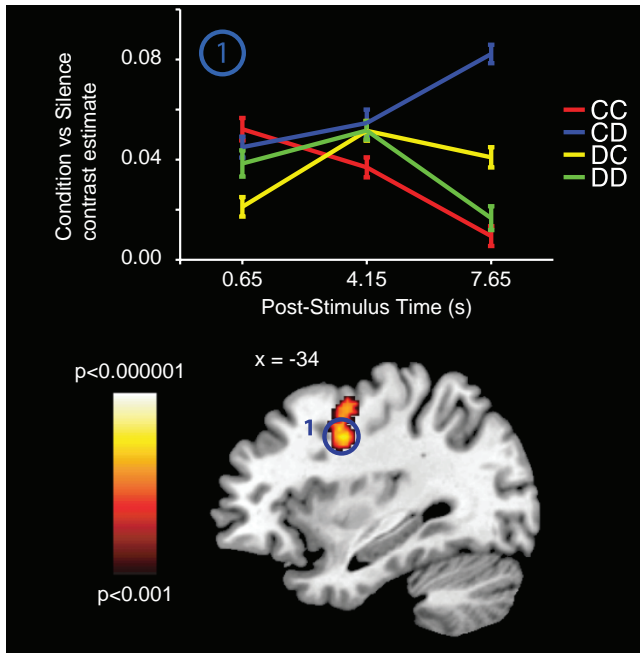 1
0.08
0.04
0.00
Condition vs Silence
contrast estimate
0.65 4.15 7.65
Post-Stimulus Time (s)
CC
CD
DC
DD
p<0.000001
x = -34
1
p<0.001